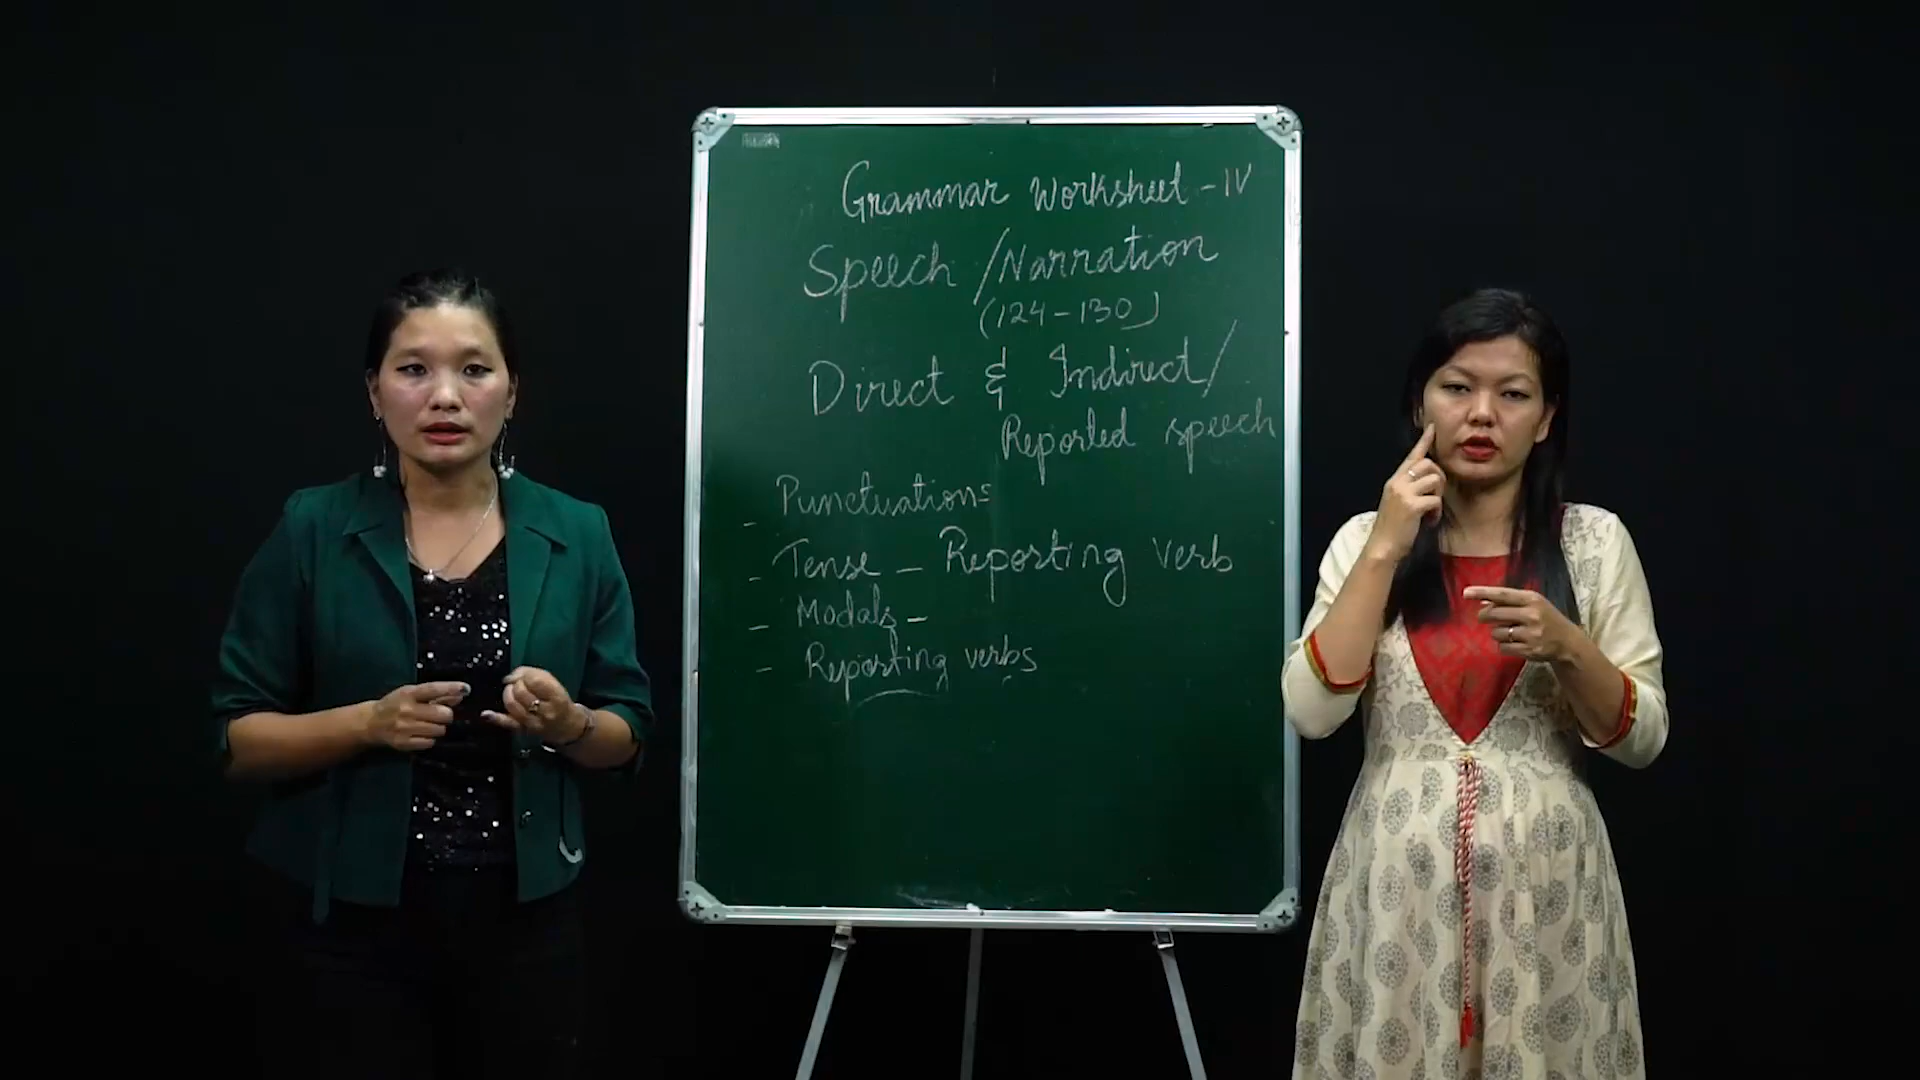 Grammar Worksheet - IV
Speech / Narration
(124-130)
Direct & Indirect/
Reported speech
Punctuations
- Tense - Reporting verb
- Modals -
- Reporting verbs